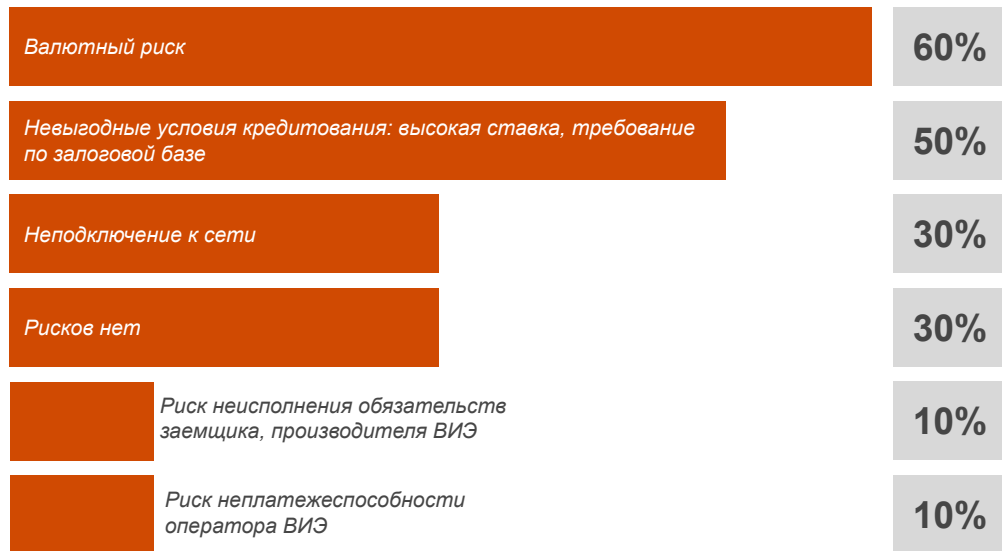 Валютный риск
60%
Невыгодные условия кредитования: высокая ставка, требование
по залоговой базе
50%
Неподключение к сети
30%
Рисков нет
30%
Риск неисполнения обязательств
заемщика, производителя ВИЭ
10%
Риск неплатежеспособности
оператора ВИЭ
10%